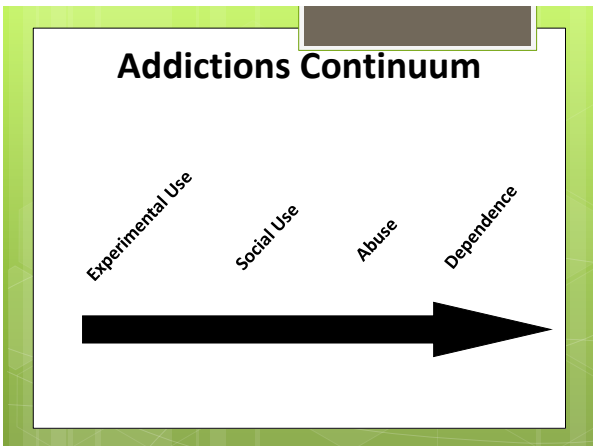 Addictions Continuum
Experimental Use
Social Use
Abuse
Dependence